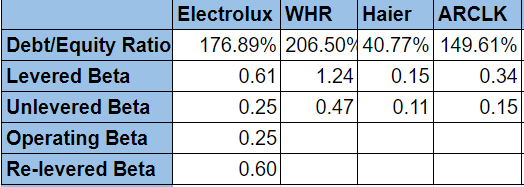 Electrolux WHR Haier ARCLK
Debt/Equity Ratio 176.89% 206.50% 40.77% 149.61%
Levered Beta 0.61 1.24 0.15 0.34
Unlevered Beta 0.25 0.47 0.11 0.15
Operating Beta 0.25
Re-levered Beta 0.60